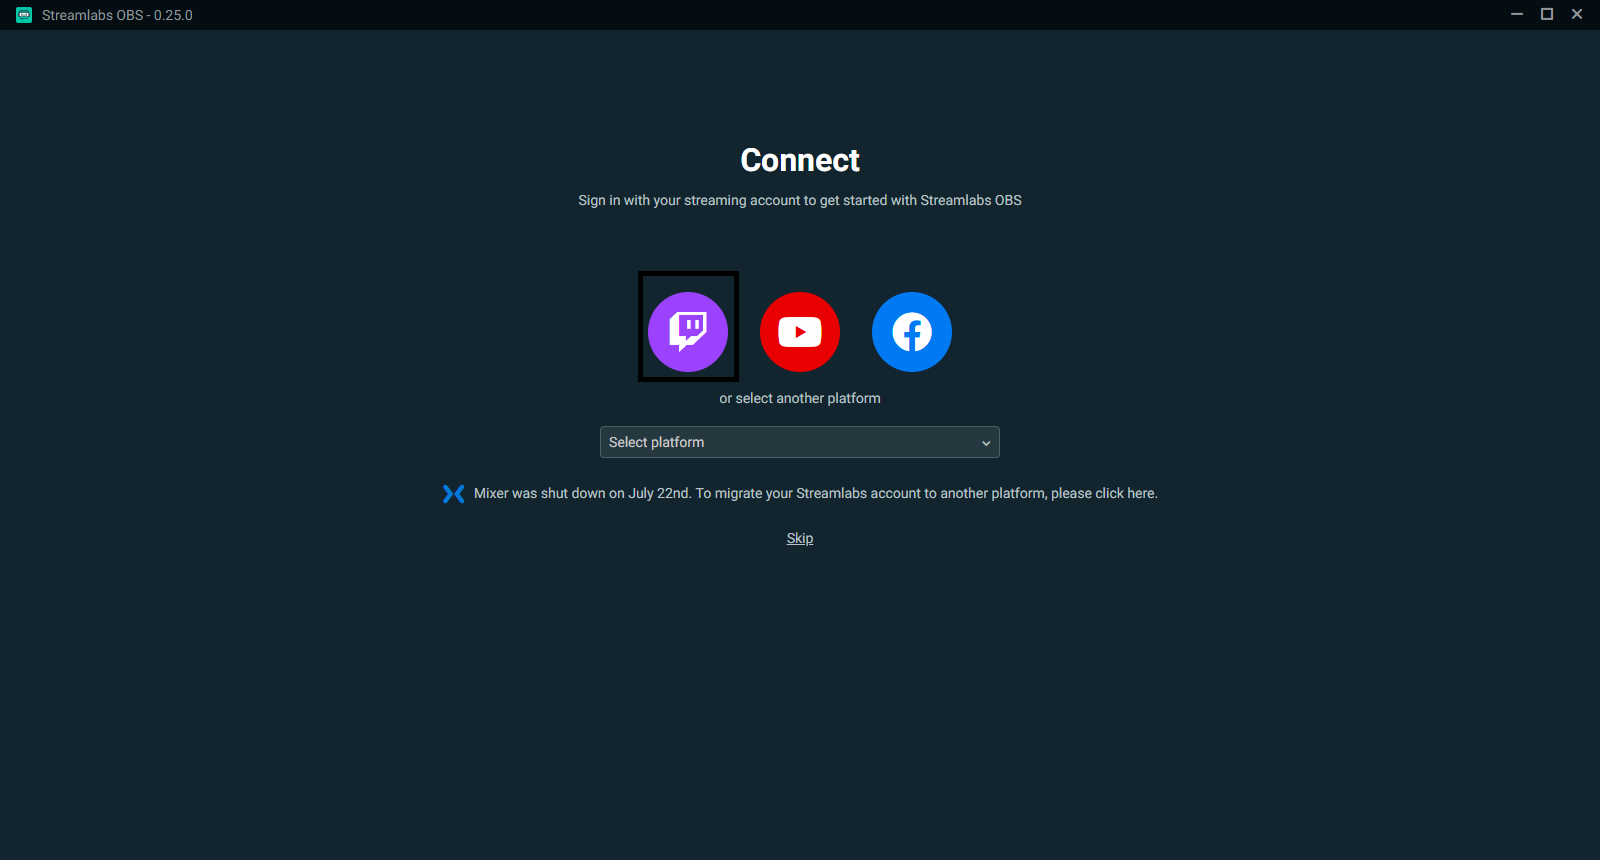 Streamlabs OBS - 0.25.0
Connect
Sign in with your streaming account to get started with Streamlabs OBS
or select another platform
Select platform
Mixer was shut down on July 22nd. To migrate your Streamlabs account to another platform, please click here.
Skip